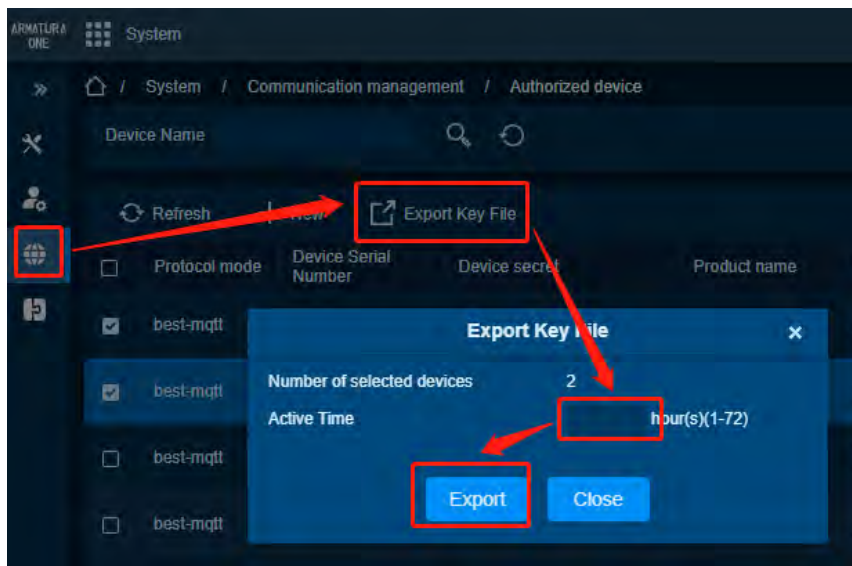 ARMATURA
ONE
System
/ System / Communication management / Authorized device
Device Name
Refresh
Export Key File
Protocol mode
Device Serial
Number
Device secret
Product name
best-mqtt
Export Key File
×
best-mqtt
Number of selected devices 2
Active Time hour(s)(1-72)
best-mqtt
Export Close
best-mqtt